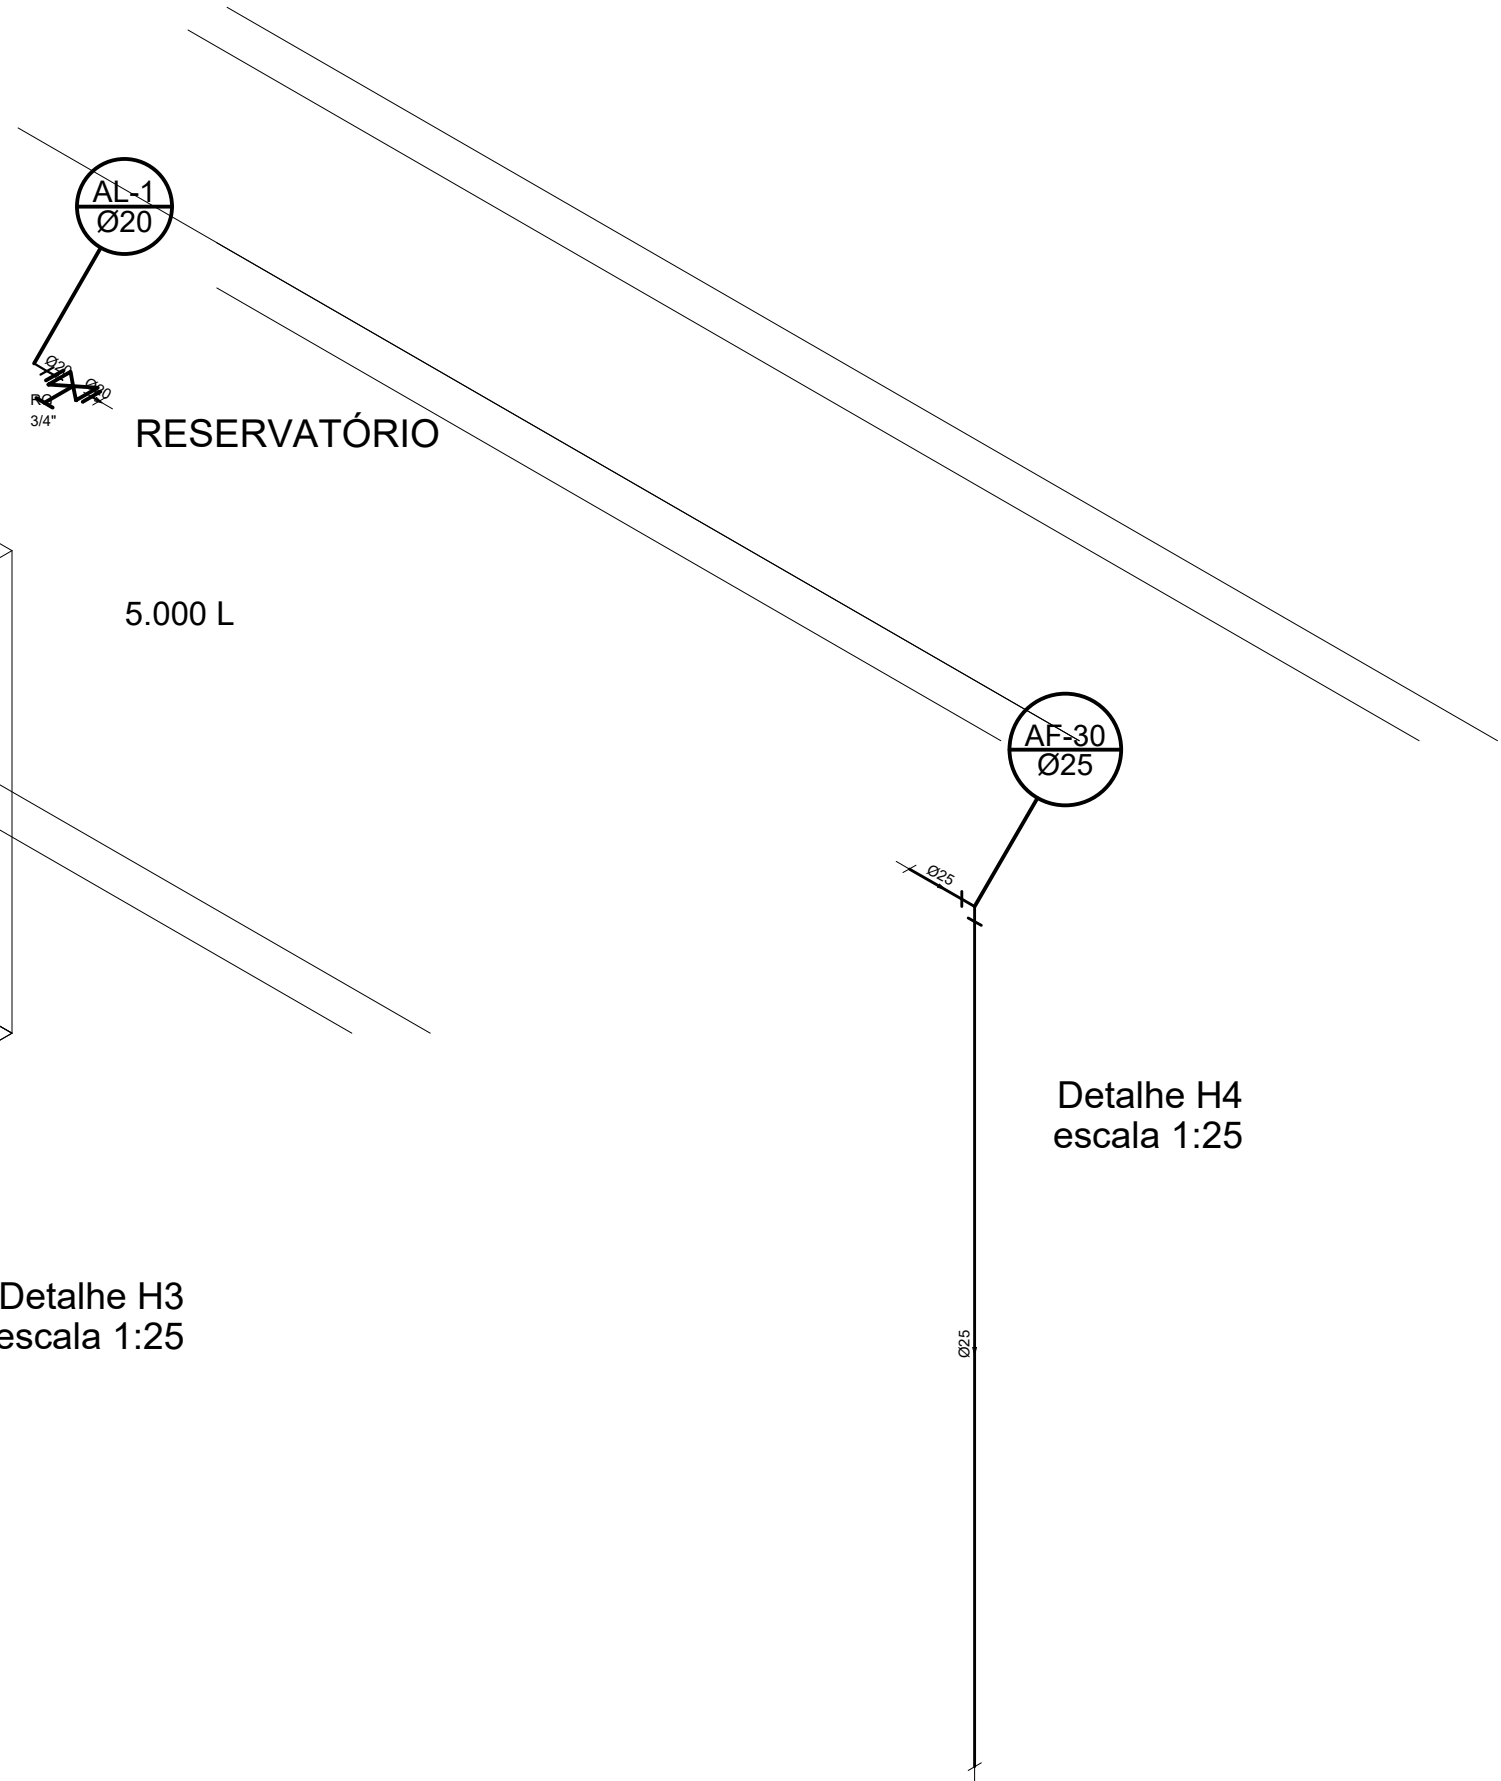 AL-1
Ø20
Ø20
Ø20
RG
3/4"
RESERVATÓRIO
5.000 L
AF-30
Ø25
Ø25
Detalhe H4
escala 1:25
Detalhe H3
escala 1:25
Ø25